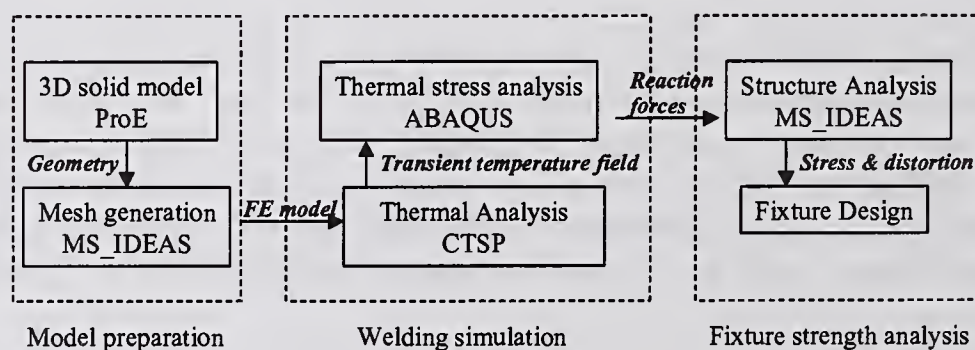 3D solid model
ProE
Geometry
Mesh generation
MS_IDEAS
FE model
Thermal stress analysis
ABAQUS
Transient temperature field
Thermal Analysis
CTSP
Reaction
forces
Structure Analysis
MS_IDEAS
Stress & distortion
Fixture Design
Model preparation
Welding simulation
Fixture strength analysis